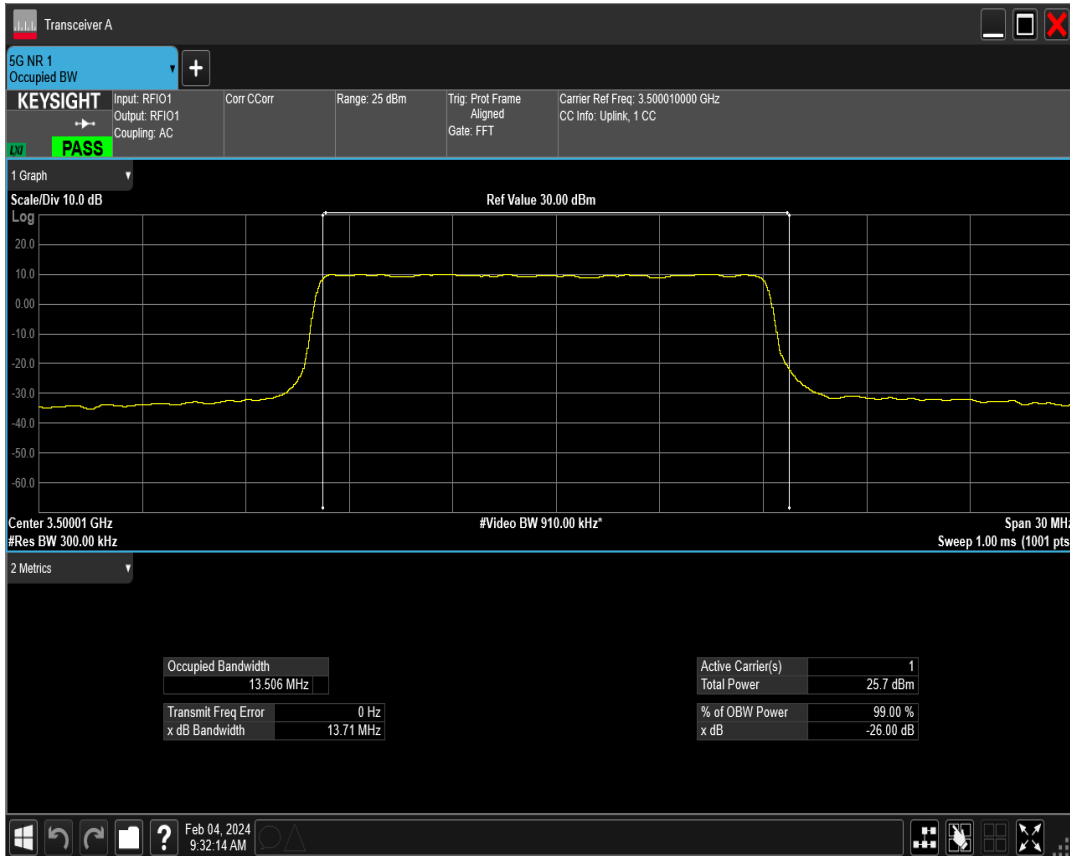 Transceiver A
5G NR 1
Occupied BW
+
KEYSIGHT
LXI
PASS
Input: RFIO1
Output: RFIO1
Coupling: AC
Corr CCorr
Range: 25 dBm
Trig: Prot Frame
Aligned
Gate: FFT
Carrier Ref Freq: 3.500010000 GHz
CC Info: Uplink, 1 CC
1 Graph
Scale/Div 10.0 dB
Ref Value 30.00 dBm
Log
20.0
10.0
0.00
-10.0
-20.0
-30.0
-40.0
-50.0
-60.0
Center 3.50001 GHz
#Video BW 910.00 kHz*
Span 30 MHz
#Res BW 300.00 kHz
Sweep 1.00 ms (1001 pts
2 Metrics
Occupied Bandwidth
13.506 MHz
Transmit Freq Error 0 Hz
x dB Bandwidth 13.71 MHz
Active Carrier(s) 1
Total Power 25.7 dBm
% of OBW Power 99.00 %
x dB -26.00 dB
?
Feb 04, 2024
9:32:14 AM